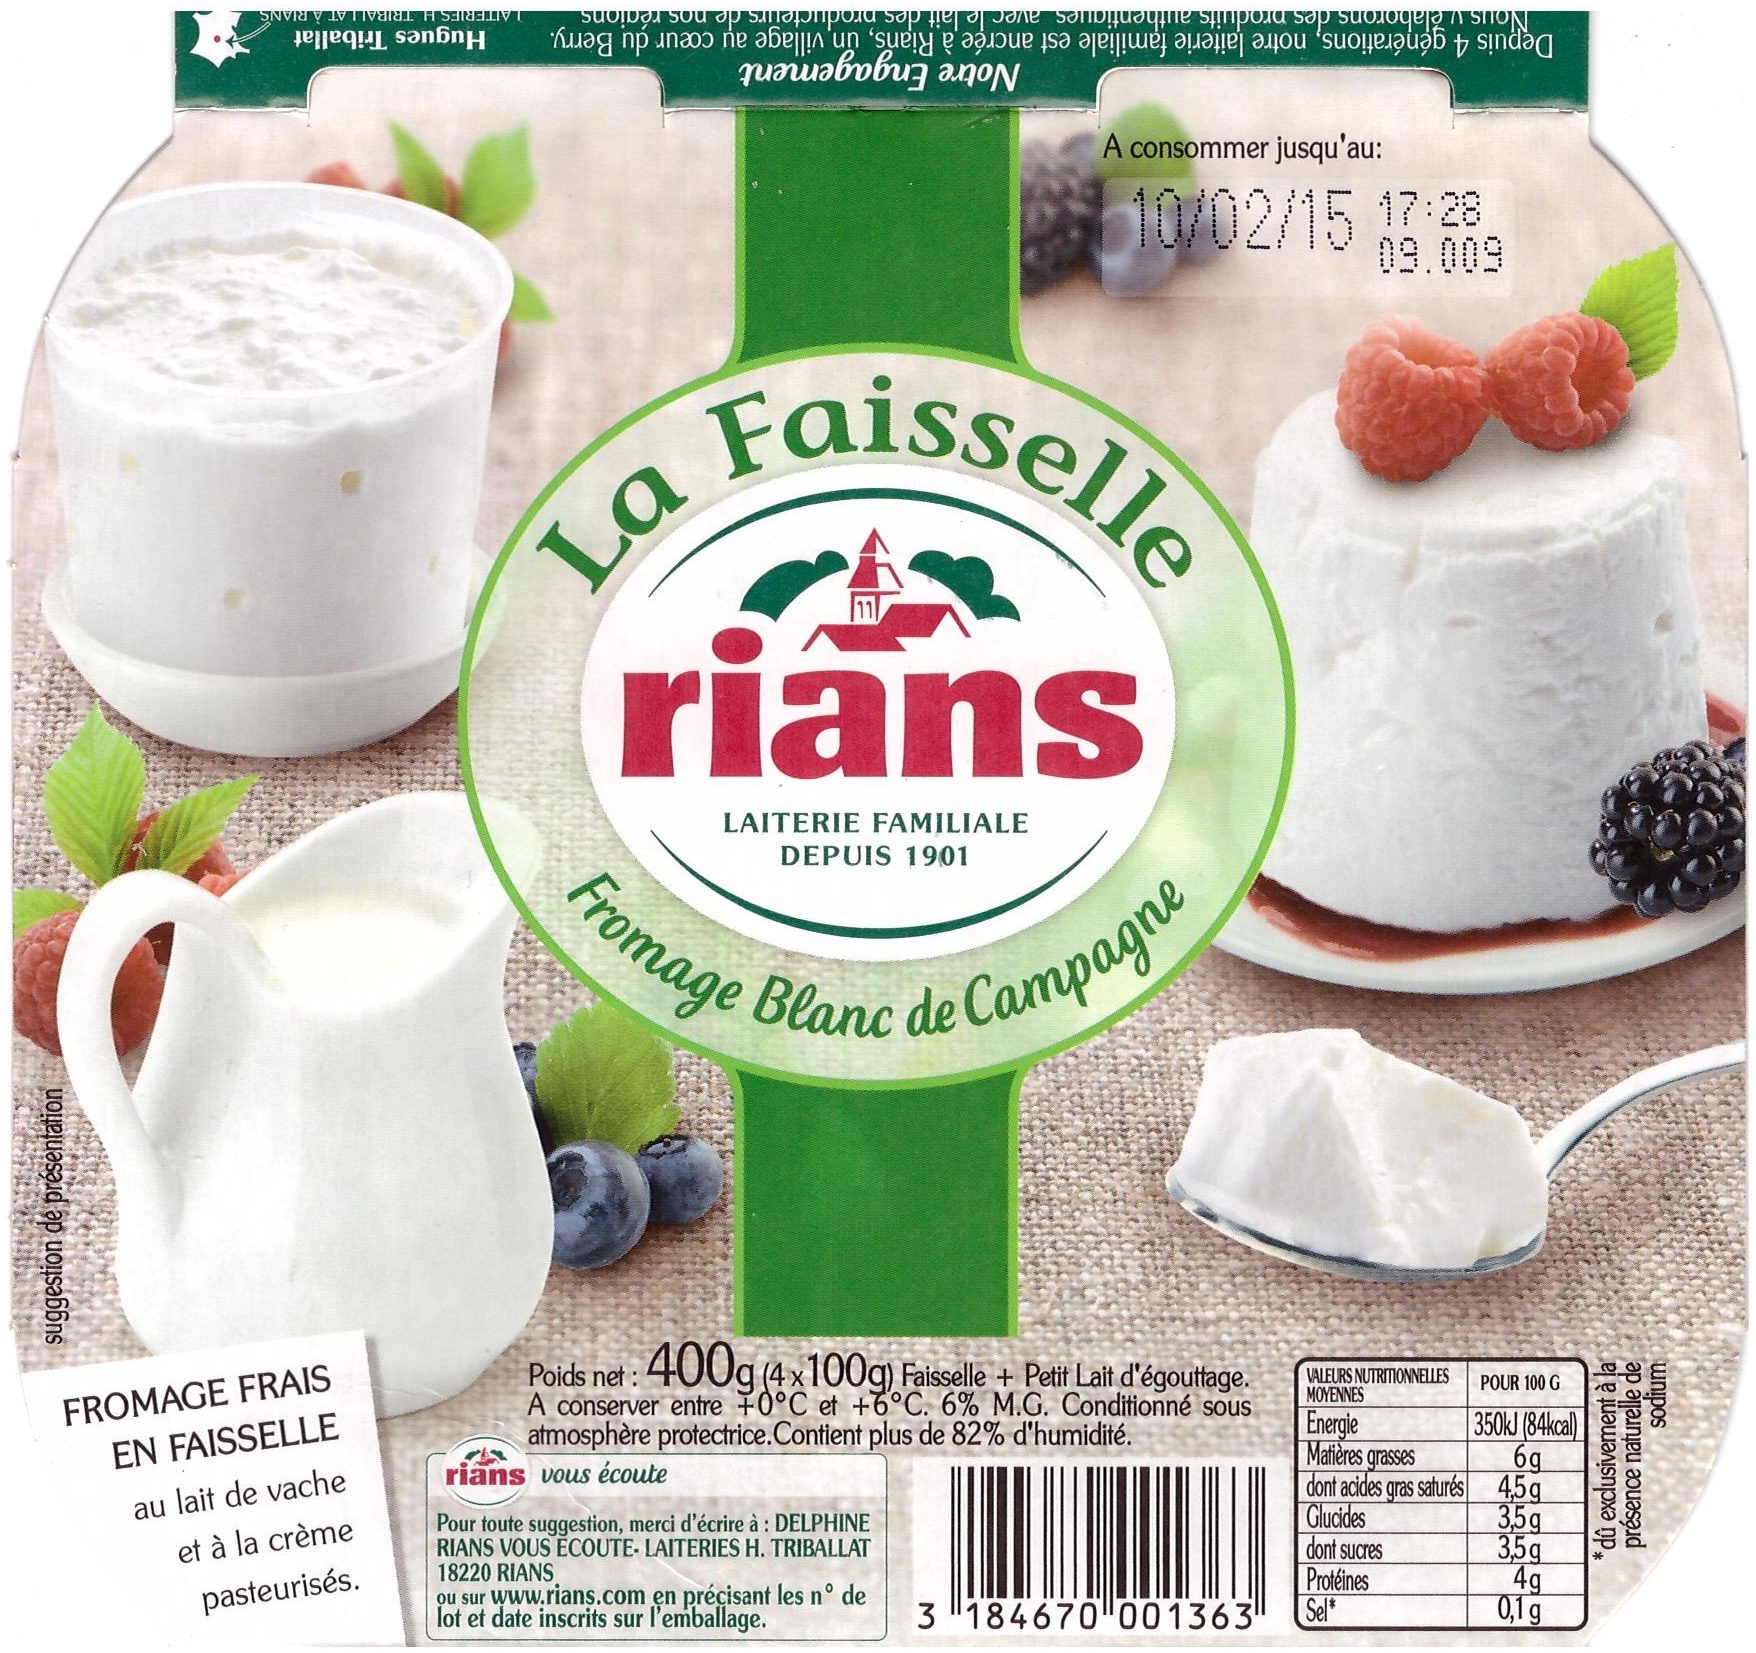 Notre Engagement
Depuis 4 générations, notre laiterie familiale est ancrée à Rians, un village au cœur du Berry.
Nous y élaborons des produits authentiques avec le lait des producteurs de nos régions
Hugues Triballat
LAITERIES H. TRIBALLAT À RIANS
A consommer jusqu'au:
10/02/15 17:28
09.009
La Faisselle
rians
LAITERIE FAMILIALE
DEPUIS 1901
Fromage Blanc de Campagne
suggestion de présentation
FROMAGE FRAIS
EN FAISSELLE
au lait de vache
et à la crème
pasteurisés.
Poids net : 400g (4 x 100g) Faisselle + Petit Lait d'égouttage.
A conserver entre +0°C et +6°C. 6% M.G. Conditionné sous
atmosphère protectrice. Contient plus de 82% d'humidité.
rians vous écoute
Pour toute suggestion, merci d'écrire à : DELPHINE
RIANS VOUS ECOUTE- LAITERIES H. TRIBALLAT
18220 RIANS
ou sur www.rians.com en précisant les n° de
lot et date inscrits sur l'emballage.
3 184670 001363
VALEURS NUTRITIONNELLES MOYENNES POUR 100 G
Energie 350kJ (84kcal)
Matières grasses 6g
dont acides gras saturés 4,5g
Glucides 3,5g
dont sucres 3,5g
Protéines 4g
Sel* 0,1g
*dû exclusivement à la
présence naturelle de
sodium